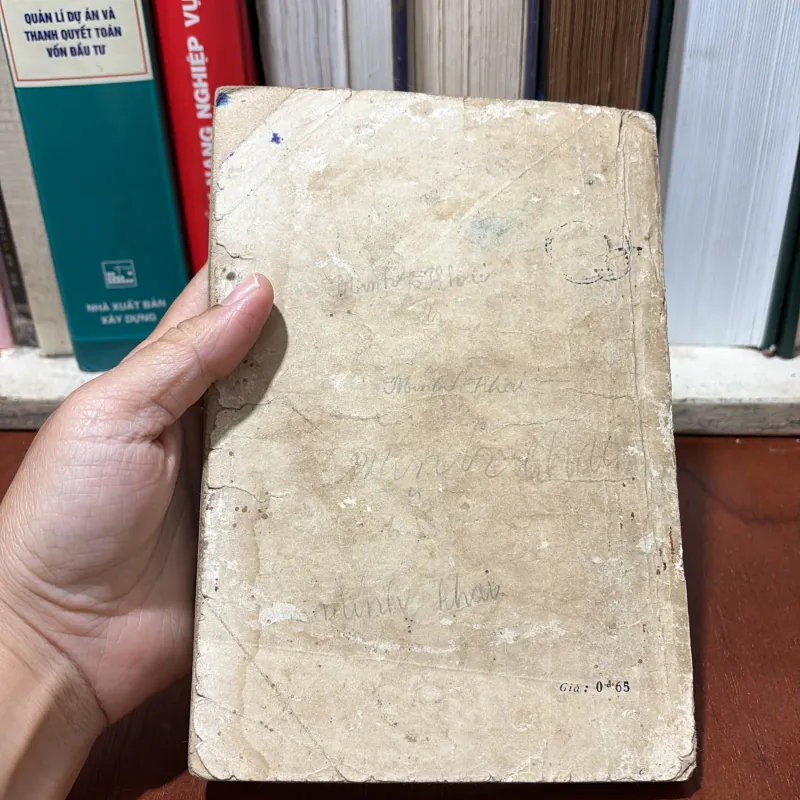 QUẢN LÍ DỰ ÁN VÀ
THANH QUYẾT TOÁN
VỐN ĐẦU TƯ
NANG NGHIỆP VỤ
NHÀ XUẤT BẢN
XÂY DỰNG
Minh Khai
Minh Khai
Minh Khai
Minh Khai
Giá: 0đ65